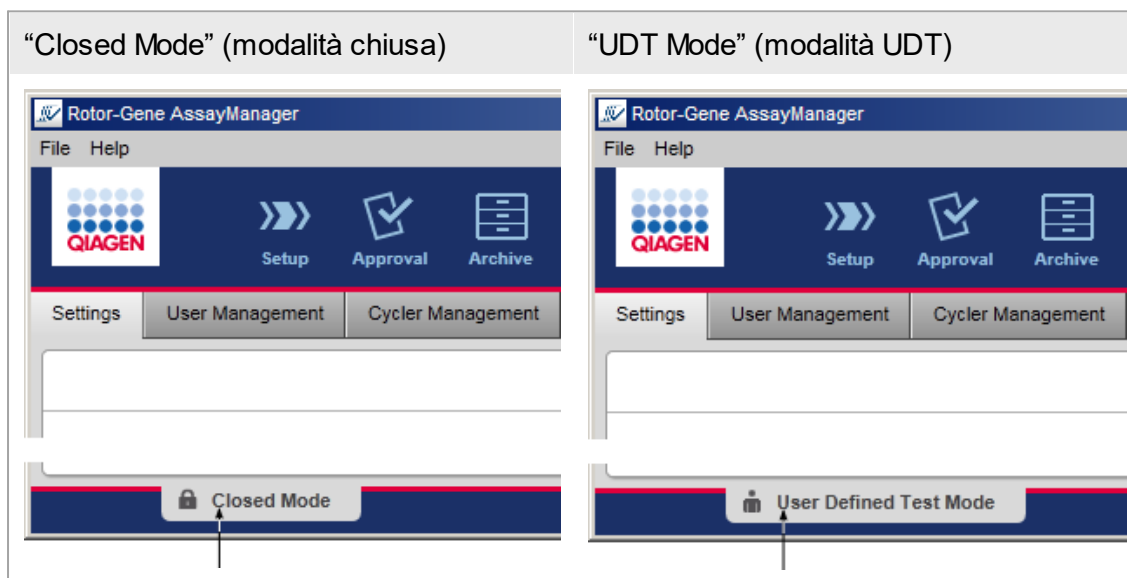 “Closed Mode” (modalità chiusa)
“UDT Mode” (modalità UDT)
Rotor-Gene AssayManager
File Help
QIAGEN
Setup Approval Archive
Settings User Management Cycler Management
Closed Mode
Rotor-Gene AssayManager
File Help
QIAGEN
Setup Approval Archive
Settings User Management Cycler Management
User Defined Test Mode